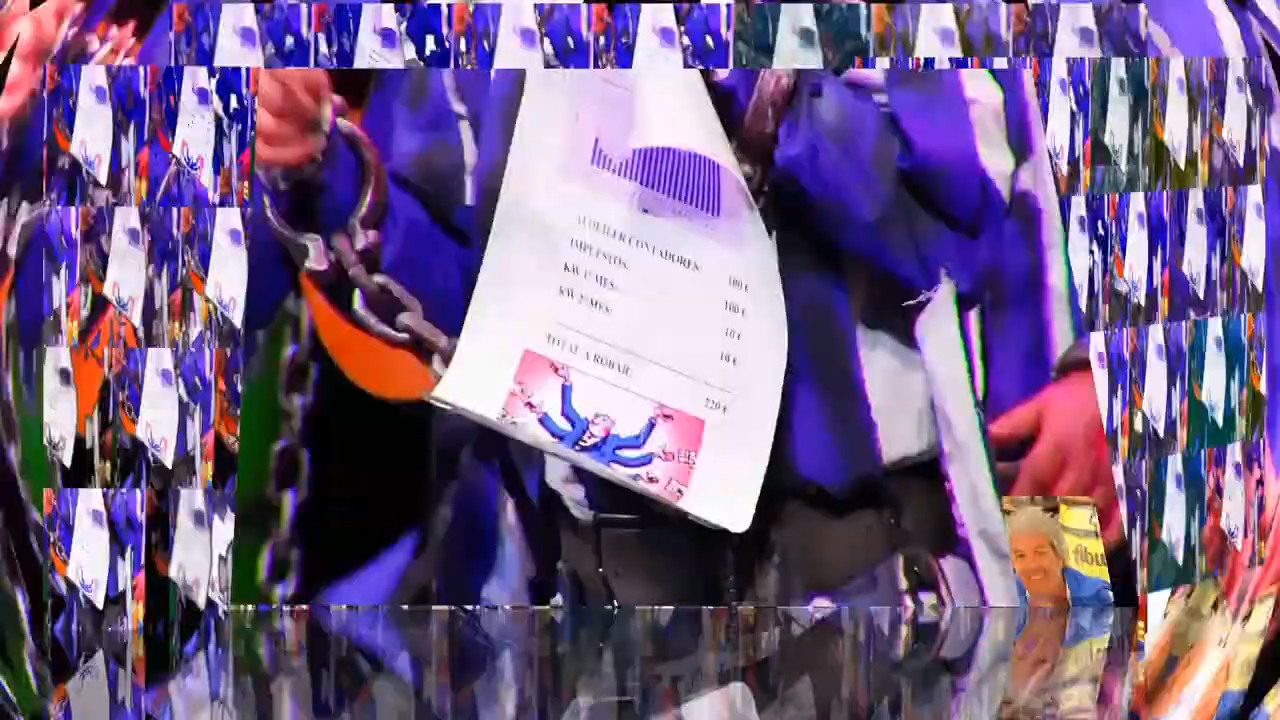 ALQUILER CONTADORES: 100 €
IMPUESTOS: 100 €
KW 1º MES: 10 €
KW 2º MES: 10 €
TOTAL A ROBAR: 220 €